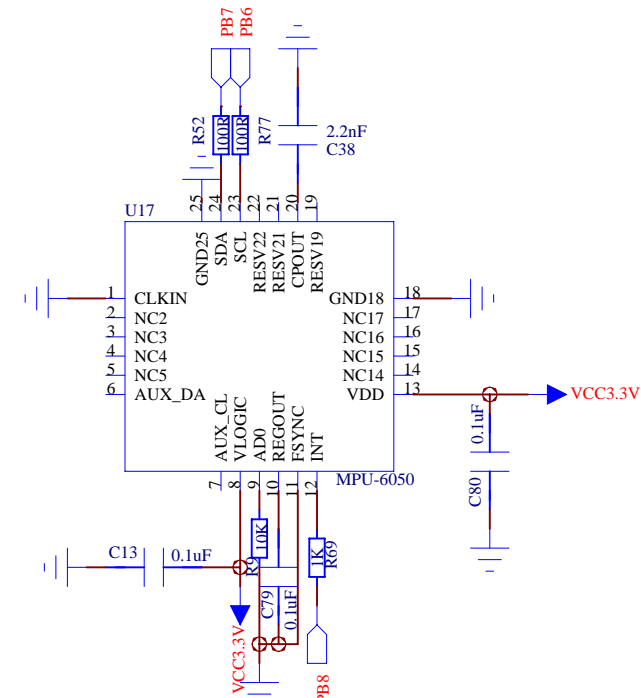 PB7
PB6
R52
100R
100R
R77
2.2nF
C38
U17
25
24
23
22
21
20
19
GND25
SDA
SCL
RESV22
RESV21
CPOUT
RESV19
1
CLKIN
GND18
18
2
NC2
NC17
17
3
NC3
NC16
16
4
NC4
NC15
15
5
NC5
NC14
14
6
AUX_DA
VDD
13
VCC3.3V
AUX_CL
VLOGIC
AD0
REGOUT
FSYNC
INT
0.1uF
C80
MPU-6050
7
8
9
10
11
12
C13
0.1uF
R9
10K
1K
R69
C79
0.1uF
VCC3.3V
PB8